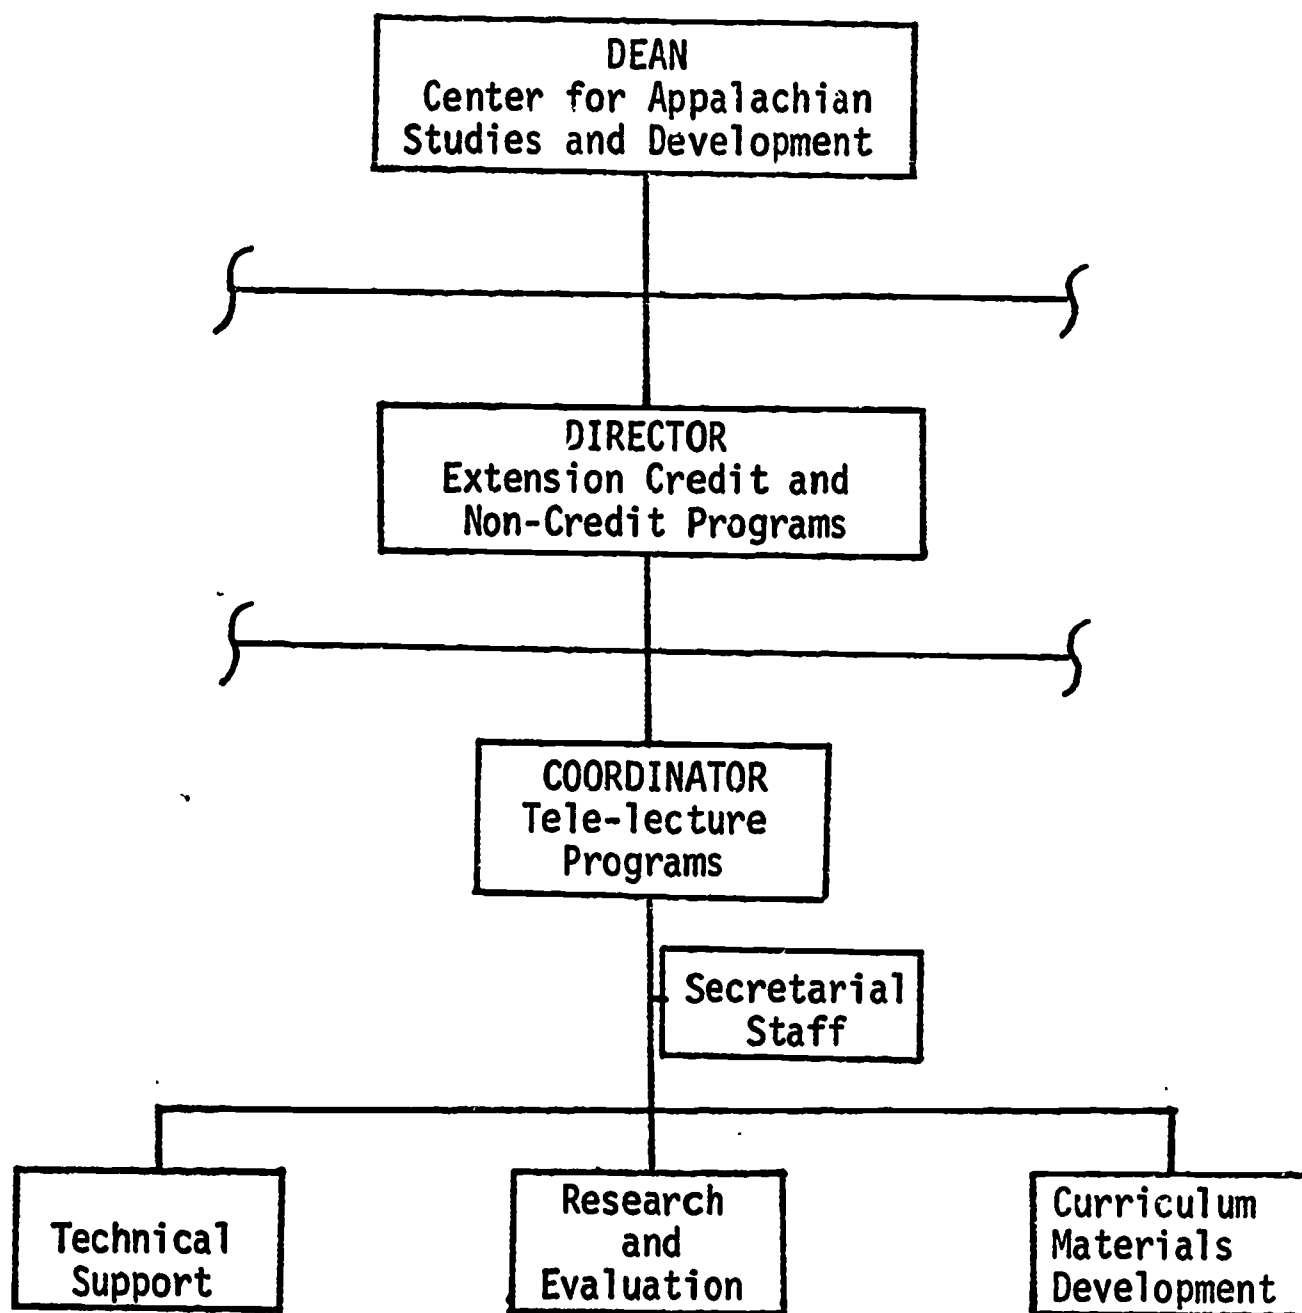 DEAN
Center for Appalachian
Studies and Development
DIRECTOR
Extension Credit and
Non-Credit Programs
COORDINATOR
Tele-lecture
Programs
Secretarial
Staff
Technical
Support
Research
and
Evaluation
Curriculum
Materials
Development